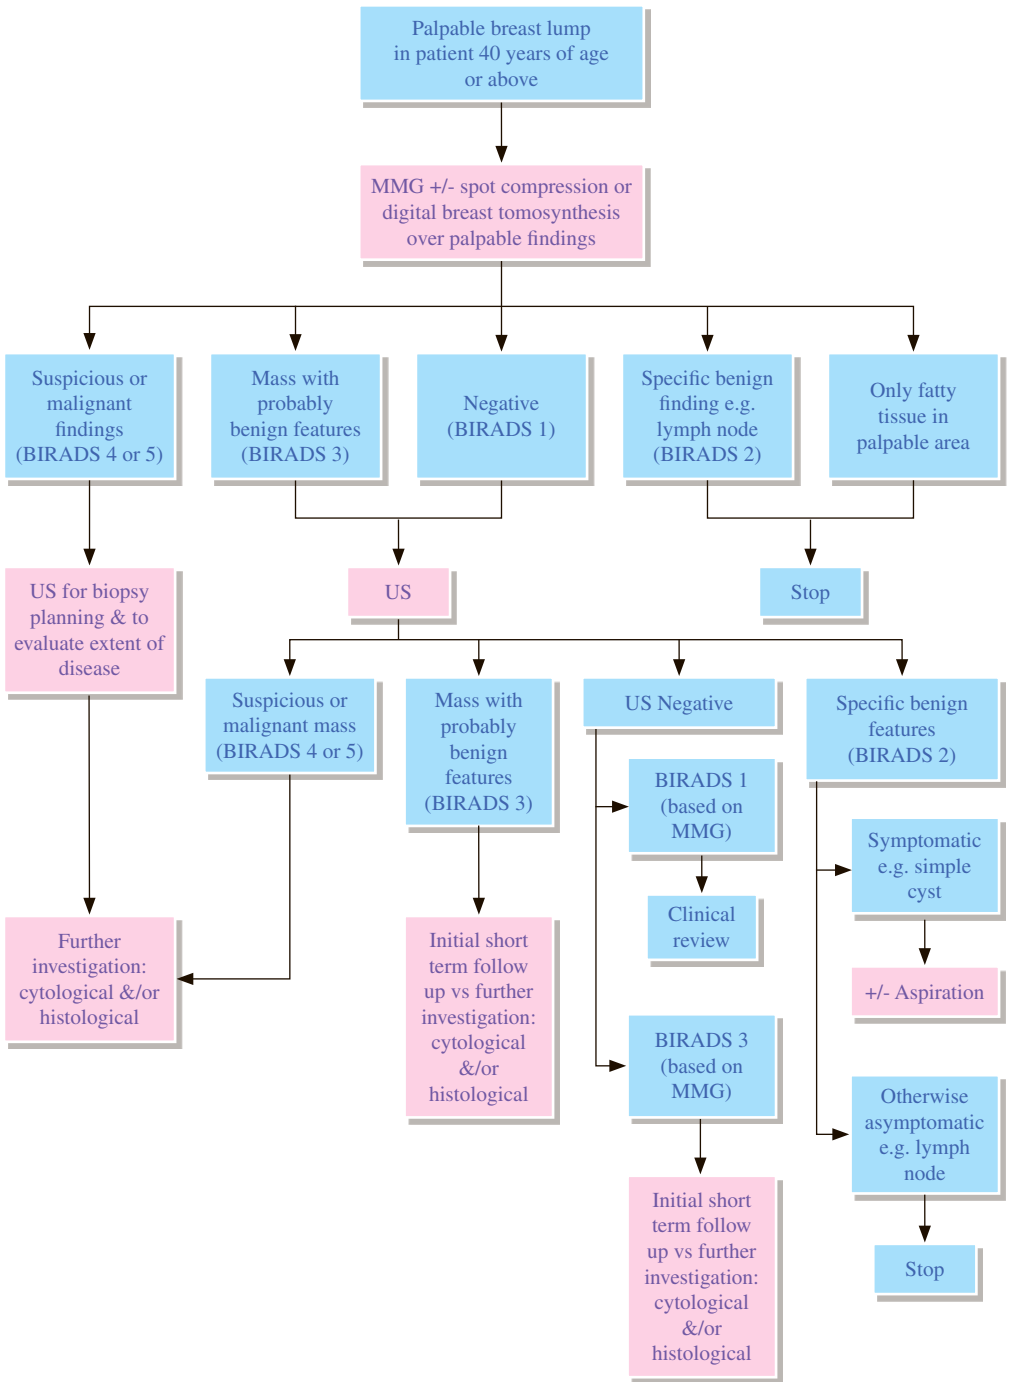 Palpable breast lump
in patient 40 years of age
or above
MMG +/- spot compression or
digital breast tomosynthesis
over palpable findings
Suspicious or
malignant
findings
(BIRADS 4 or 5)
Mass with
probably
benign features
(BIRADS 3)
Negative
(BIRADS 1)
Specific benign
finding e.g.
lymph node
(BIRADS 2)
Only fatty
tissue in
palpable area
US for biopsy
planning & to
evaluate extent of
disease
US
Stop
Suspicious or
malignant mass
(BIRADS 4 or 5)
Mass with
probably
benign
features
(BIRADS 3)
US Negative
Specific benign
features
(BIRADS 2)
BIRADS 1
(based on
MMG)
Clinical
review
Symptomatic
e.g. simple
cyst
+/- Aspiration
Further
investigation:
cytological &/or
histological
Initial short
term follow
up vs further
investigation:
cytological
&/or
histological
BIRADS 3
(based on
MMG)
Otherwise
asymptomatic
e.g. lymph
node
Initial short
term follow
up vs further
investigation:
cytological
&/or
histological
Stop